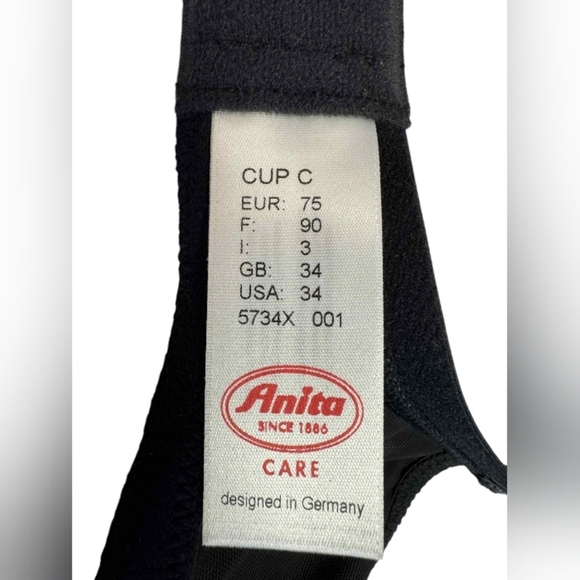 CUP C
EUR: 75
F: 90
I: 3
GB: 34
USA: 34
5734X 001
Anita
SINCE 1886
CARE
designed in Germany